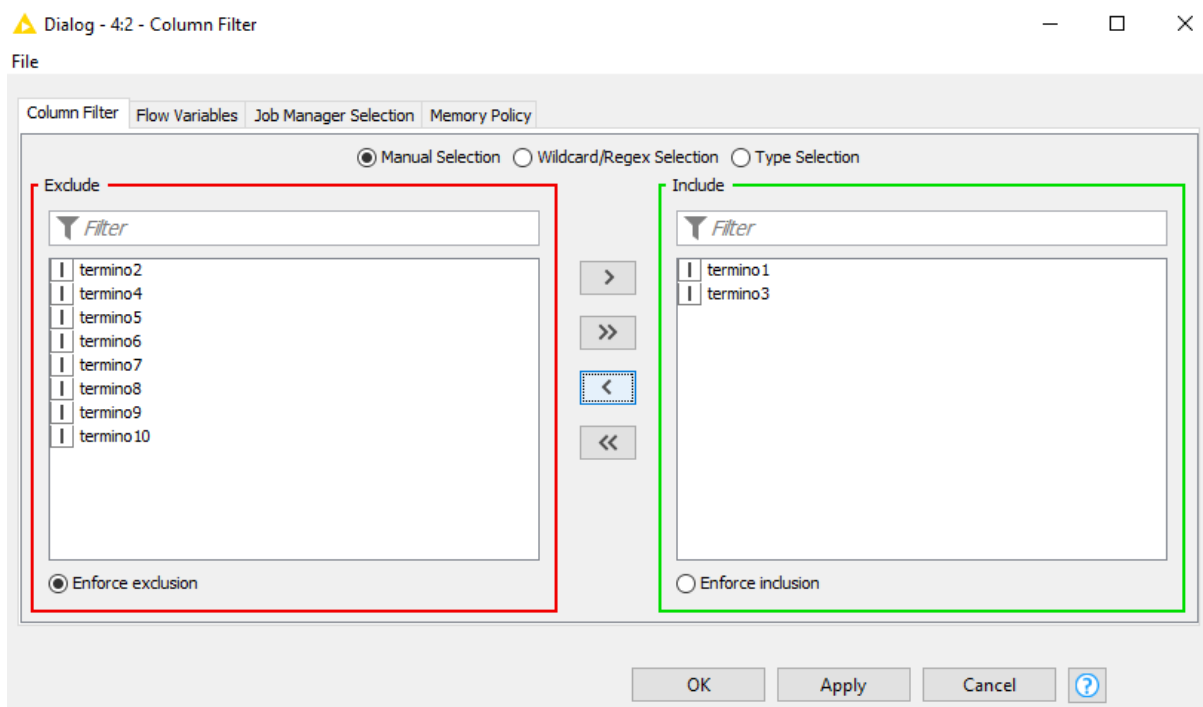 Dialog - 4:2 - Column Filter
File
Column Filter Flow Variables Job Manager Selection Memory Policy
Manual Selection Wildcard/Regex Selection Type Selection
Exclude
Filter
I termino2
I termino4
I termino5
I termino6
I termino7
I termino8
I termino9
I termino10
Enforce exclusion
>
>>
<
<<
Include
Filter
I termino1
I termino3
Enforce inclusion
OK Apply Cancel ?